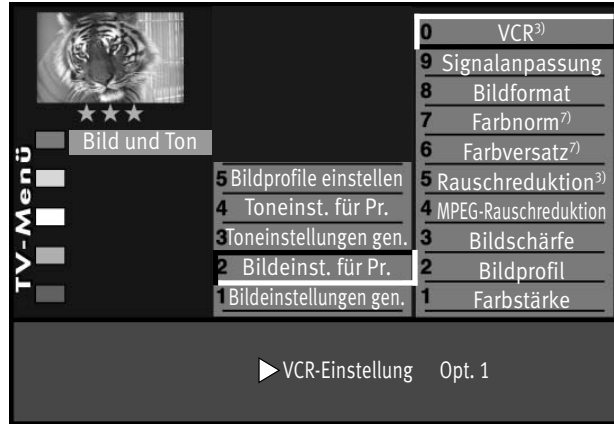 TV-Menü
Bild und Ton
5 Bildprofile einstellen
4 Toneinst. für Pr.
3 Toneinstellungen gen.
2 Bildeinst. für Pr.
1 Bildeinstellungen gen.
0 VCR3)
9 Signalanpassung
8 Bildformat
7 Farbnorm7)
6 Farbversatz7)
5 Rauschreduktion3)
4 MPEG-Rauschreduktion
3 Bildschärfe
2 Bildprofil
1 Farbstärke
VCR-Einstellung Opt. 1